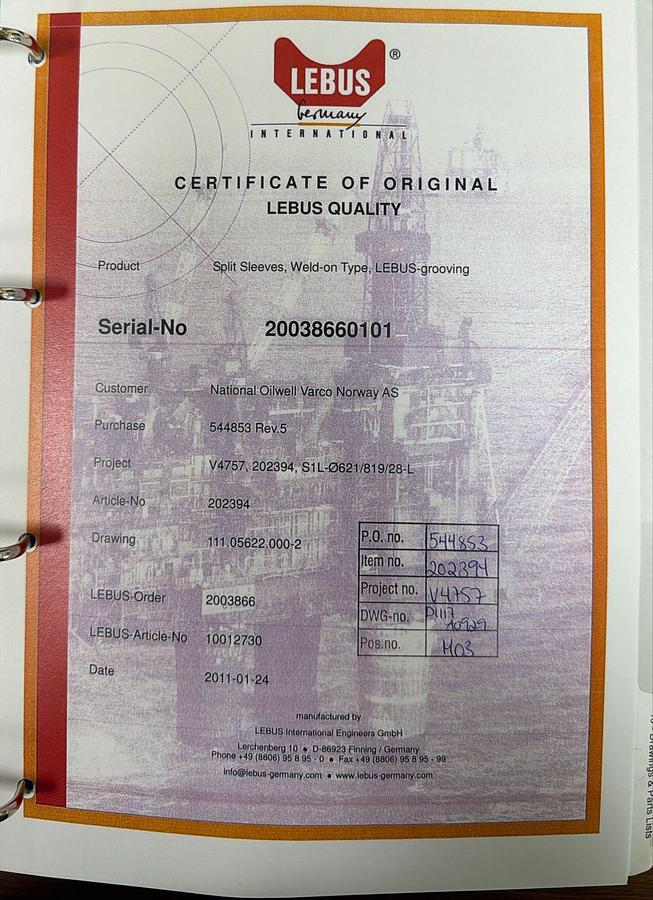 LEBUS ®
Germany
INTERNATIONAL
CERTIFICATE OF ORIGINAL
LEBUS QUALITY
Product Split Sleeves, Weld-on Type, LEBUS-grooving
Serial-No 20038660101
Customer National Oilwell Varco Norway AS
Purchase 544853 Rev.5
Project V4757, 202394, S1L-Ø621/819/28-L
Article-No 202394
Drawing 111.05622.000-2
P.O. no. 544853
Item no. 202394
Project no. V4757
DWG-no. D1117
10929
Pos.no. M03
LEBUS-Order 2003866
LEBUS-Article-No 10012730
Date 2011-01-24
manufactured by
LEBUS International Engineers GmbH
Lerchenberg 10 ● D-86923 Finning / Germany
Phone +49 (8806) 95 8 95 - 0 ● Fax +49 (8806) 95 8 95 - 99
info@lebus-germany.com ● www.lebus-germany.com
Drawings & Parts Lists